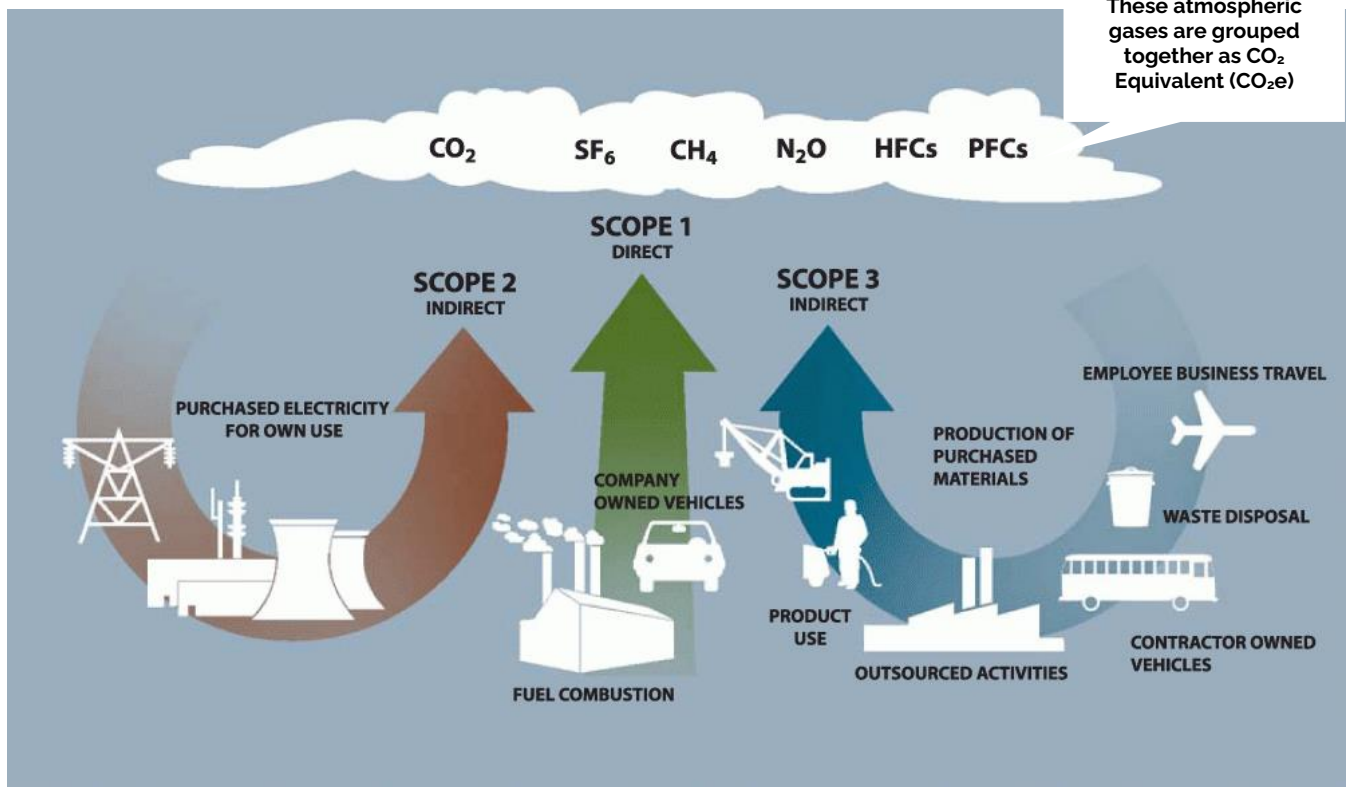 These atmospheric
gases are grouped
together as CO₂
Equivalent (CO₂e)
CO₂ SF₆ CH₄ N₂O HFCs PFCs
SCOPE 1
DIRECT
SCOPE 2
INDIRECT
SCOPE 3
INDIRECT
PURCHASED ELECTRICITY
FOR OWN USE
COMPANY
OWNED VEHICLES
FUEL COMBUSTION
EMPLOYEE BUSINESS TRAVEL
PRODUCTION OF
PURCHASED
MATERIALS
WASTE DISPOSAL
PRODUCT
USE
OUTSOURCED ACTIVITIES
CONTRACTOR OWNED
VEHICLES